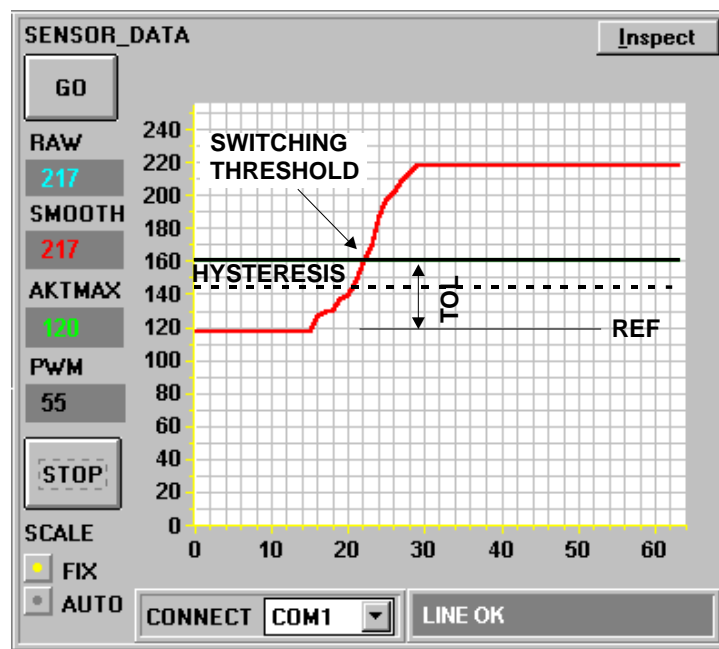 SENSOR_DATA
Inspect
GO
RAW
217
SMOOTH
217
AKTMAX
120
PWM
55
STOP
SCALE
FIX
AUTO
240
220
200
180
160
140
120
100
80
60
40
20
0
0 10 20 30 40 50 60
SWITCHING
THRESHOLD
HYSTERESIS
TOL
REF
CONNECT COM1
LINE OK